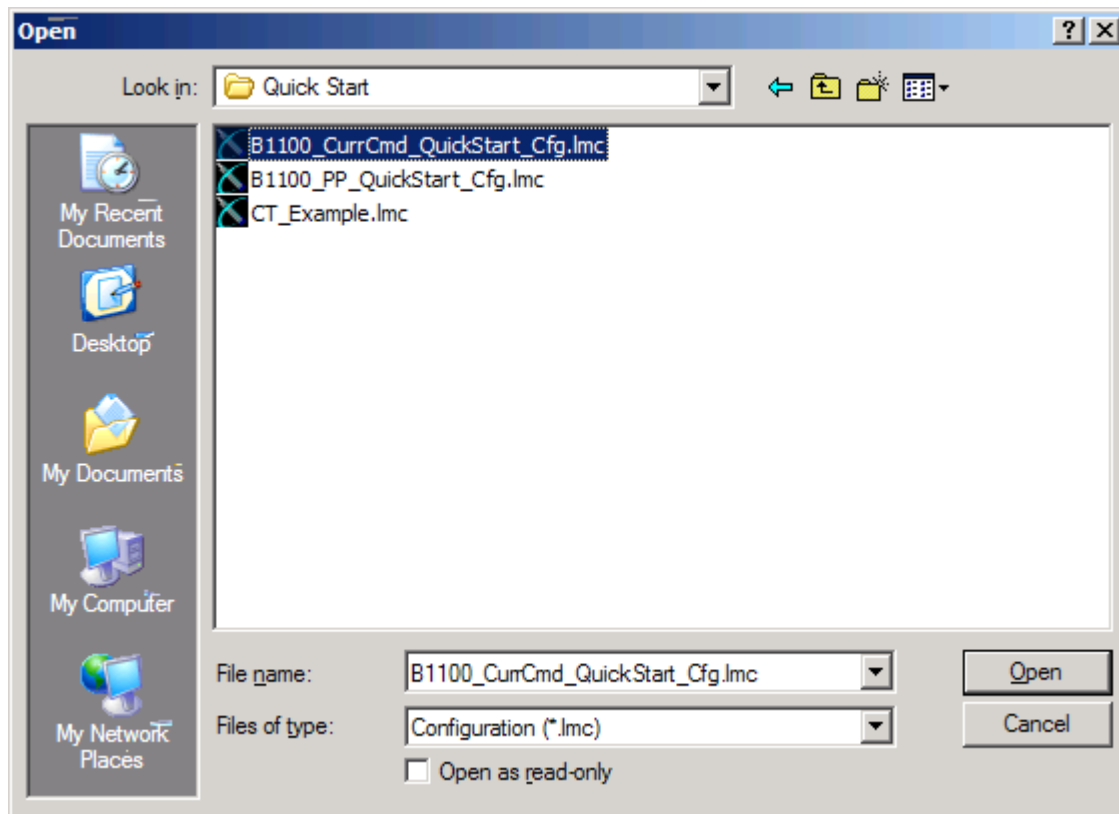 Open
Look in: Quick Start
B1100_CurrCmd_QuickStart_Cfg.lmc
B1100_PP_QuickStart_Cfg.lmc
CT_Example.lmc
My Recent
Documents
Desktop
My Documents
My Computer
My Network
Places
File name: B1100_CurrCmd_QuickStart_Cfg.lmc Open
Files of type: Configuration (*.lmc) Cancel
Open as read-only